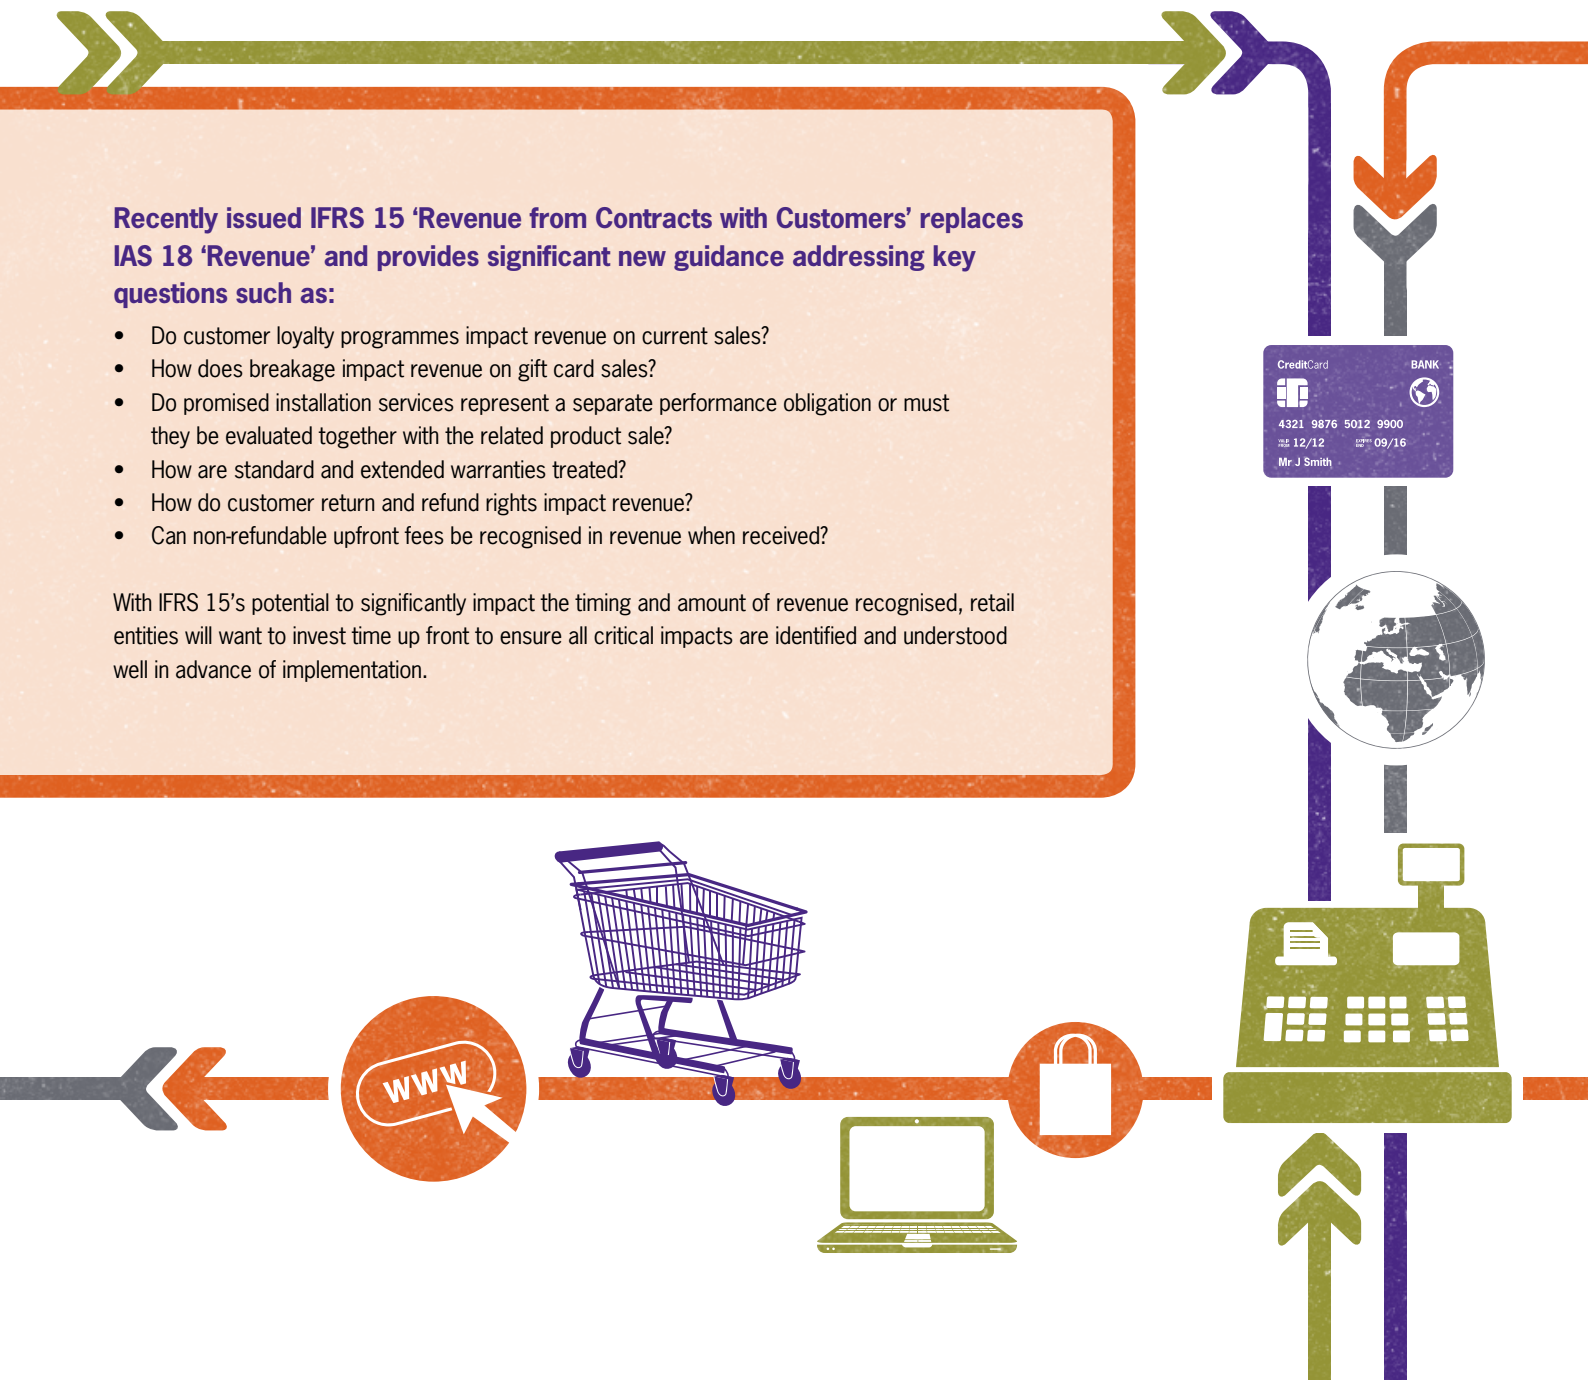 Recently issued IFRS 15 ‘Revenue from Contracts with Customers’ replaces
IAS 18 ‘Revenue’ and provides significant new guidance addressing key
questions such as:
• Do customer loyalty programmes impact revenue on current sales?
• How does breakage impact revenue on gift card sales?
• Do promised installation services represent a separate performance obligation or must
they be evaluated together with the related product sale?
• How are standard and extended warranties treated?
• How do customer return and refund rights impact revenue?
• Can non-refundable upfront fees be recognised in revenue when received?
With IFRS 15’s potential to significantly impact the timing and amount of revenue recognised, retail
entities will want to invest time up front to ensure all critical impacts are identified and understood
well in advance of implementation.
CreditCard BANK
4321 9876 5012 9900
VALID FROM 12/12 EXPIRES END 09/16
Mr J Smith
WWW